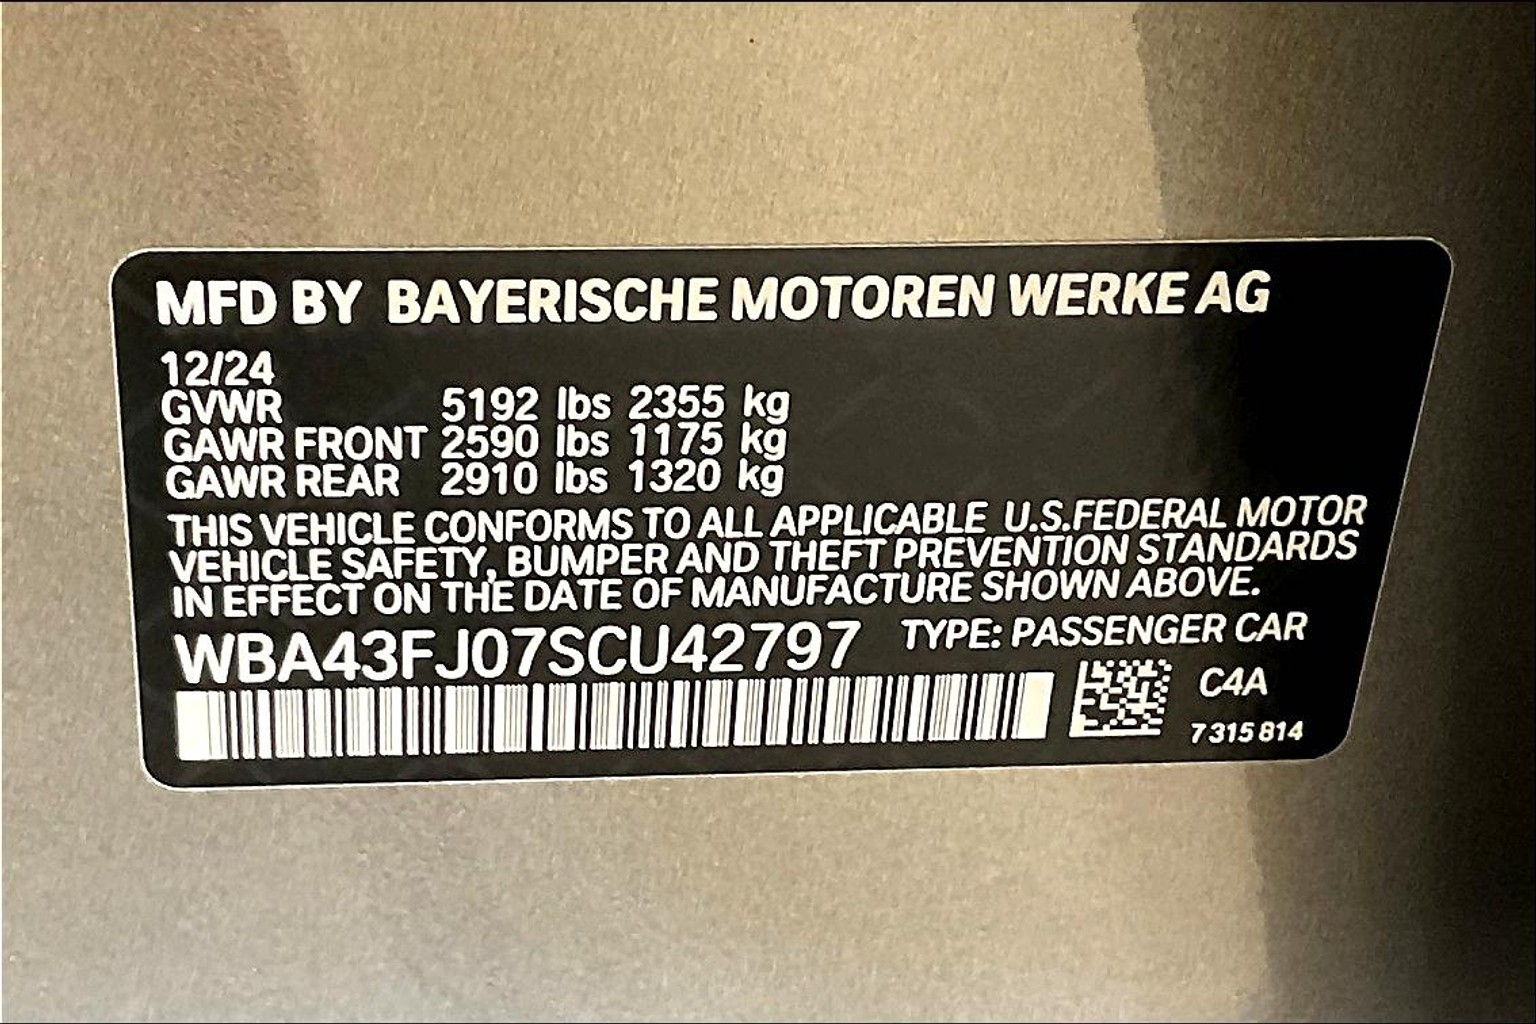 MFD BY BAYERISCHE MOTOREN WERKE AG
12/24
GVWR 5192 lbs 2355 kg
GAWR FRONT 2590 lbs 1175 kg
GAWR REAR 2910 lbs 1320 kg
THIS VEHICLE CONFORMS TO ALL APPLICABLE U.S.FEDERAL MOTOR
VEHICLE SAFETY, BUMPER AND THEFT PREVENTION STANDARDS
IN EFFECT ON THE DATE OF MANUFACTURE SHOWN ABOVE.
WBA43FJ07SCU42797 TYPE: PASSENGER CAR
C4A
7 315 814